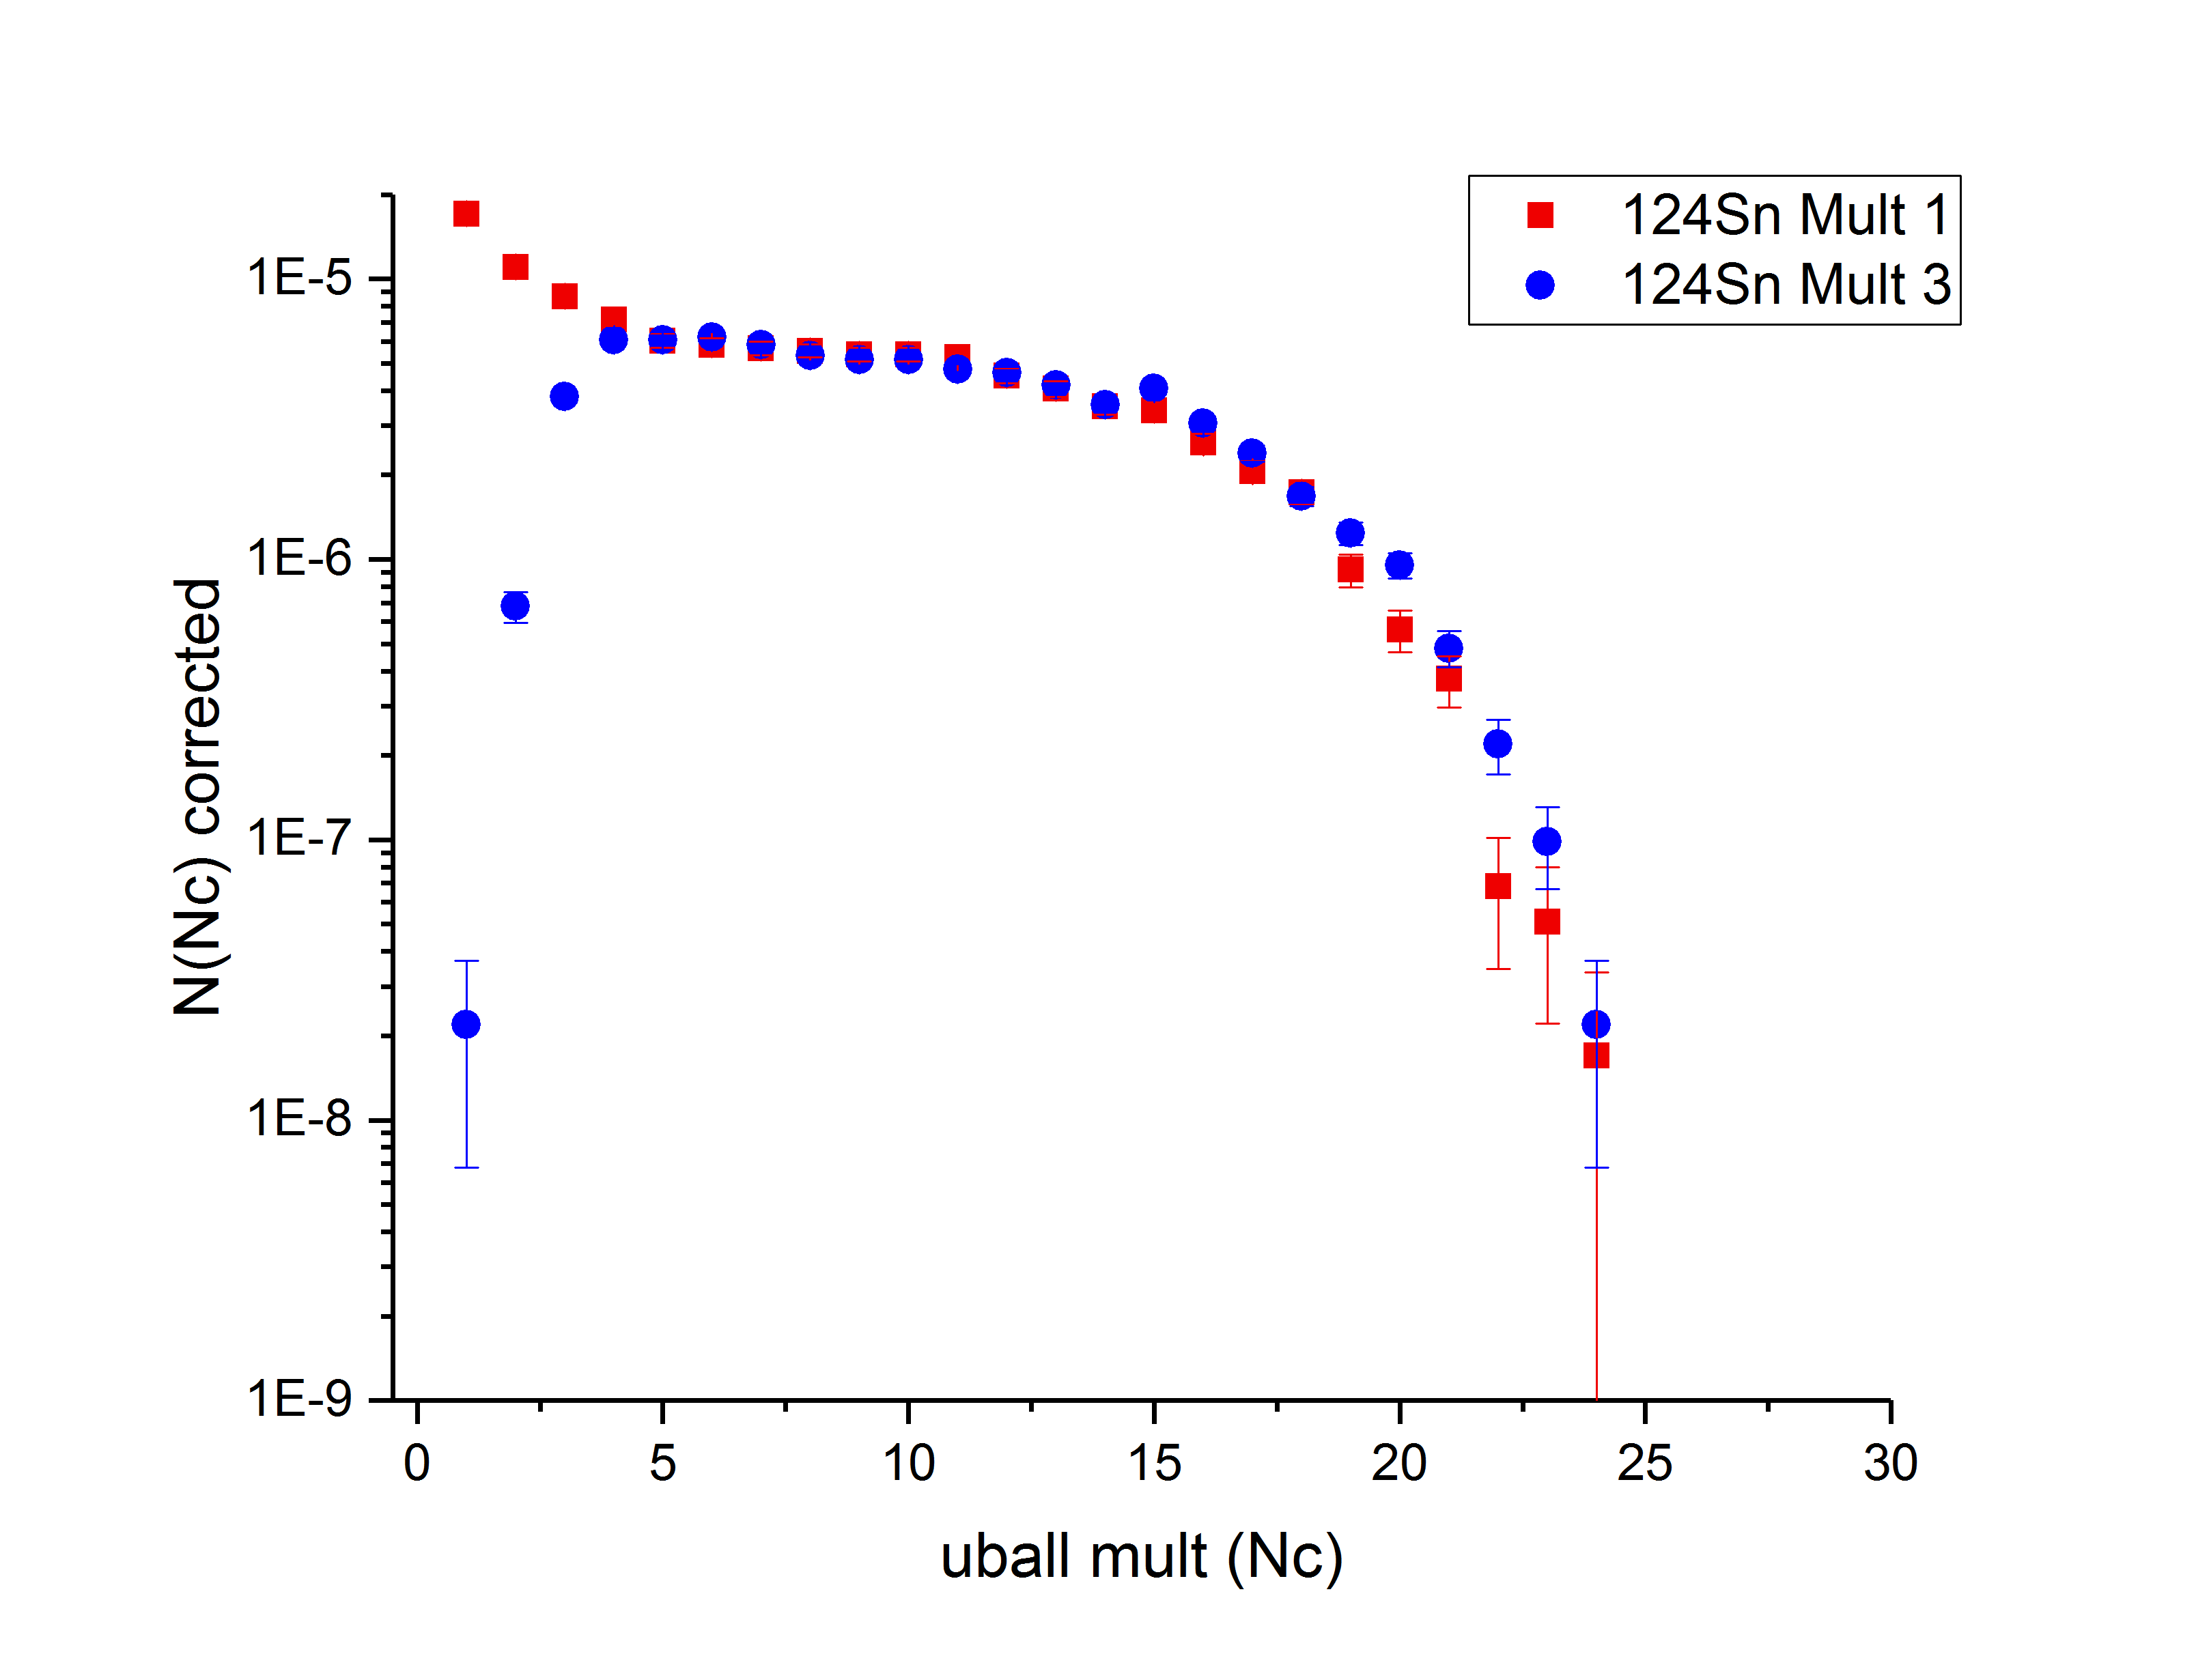 124Sn Mult 1
124Sn Mult 3
1E-5
1E-6
1E-7
1E-8
1E-9
N(Nc) corrected
0 5 10 15 20 25 30
uball mult (Nc)